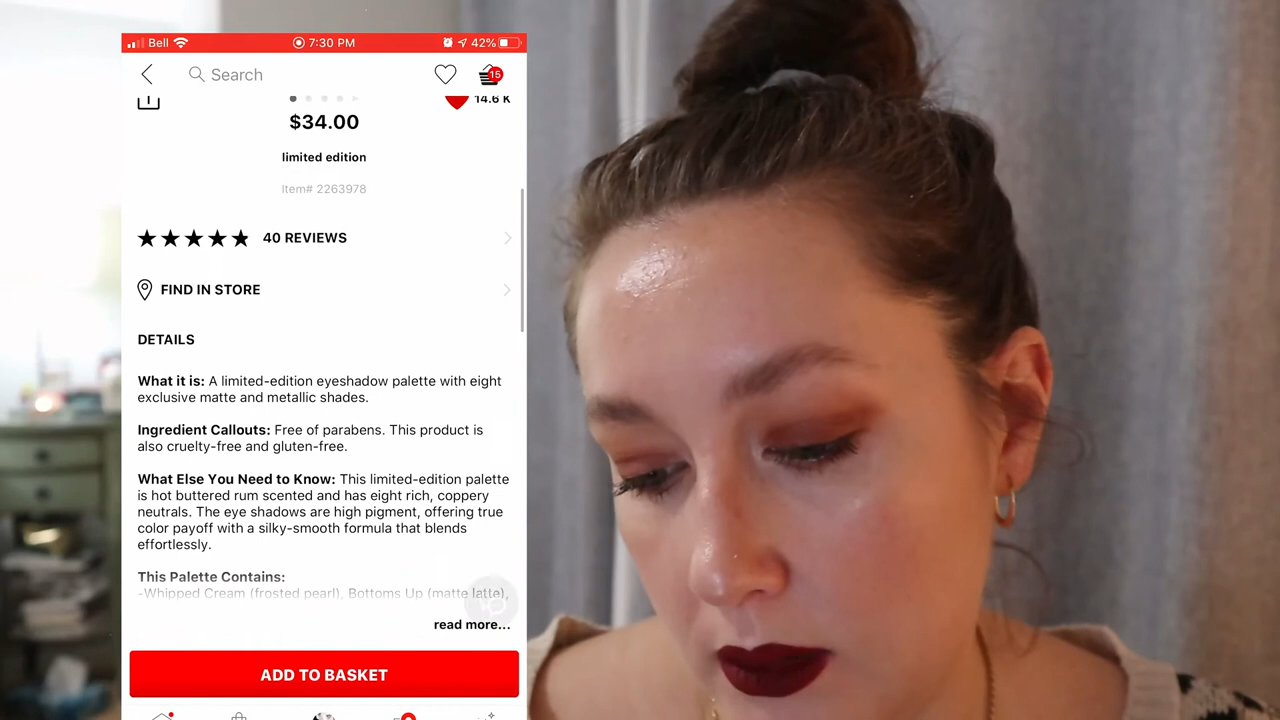 Bell 7:30 PM 42%
Search 15
14.6 K
$34.00
limited edition
Item# 2263978
40 REVIEWS
FIND IN STORE
DETAILS
What it is: A limited-edition eyeshadow palette with eight
exclusive matte and metallic shades.
Ingredient Callouts: Free of parabens. This product is
also cruelty-free and gluten-free.
What Else You Need to Know: This limited-edition palette
is hot buttered rum scented and has eight rich, coppery
neutrals. The eye shadows are high pigment, offering true
color payoff with a silky-smooth formula that blends
effortlessly.
This Palette Contains:
-Whipped Cream (frosted pearl), Bottoms Up (matte latte),
read more...
ADD TO BASKET